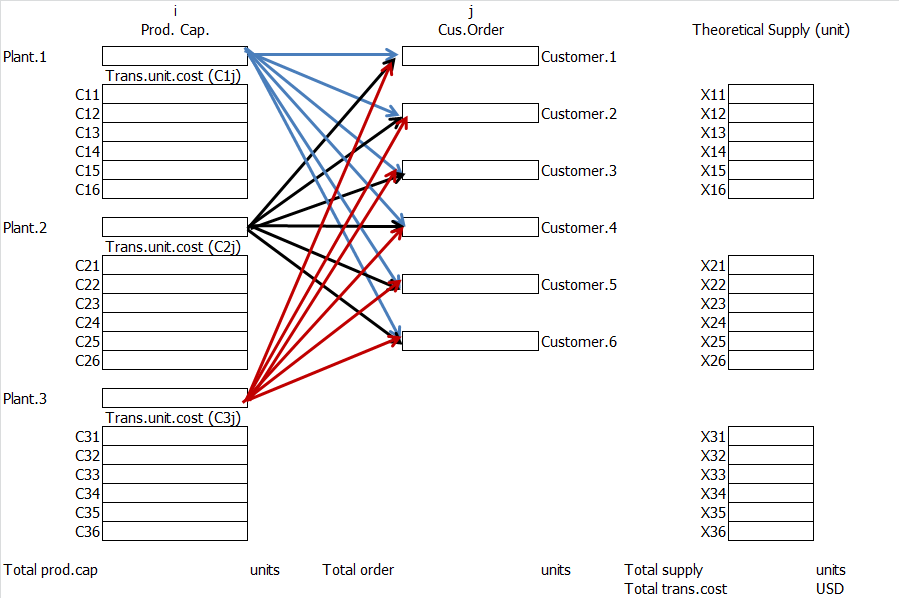 i j
Prod. Cap. Cus.Order Theoretical Supply (unit)
Plant.1 Customer.1
Trans.unit.cost (C1j)
C11 X11
C12 Customer.2 X12
C13 X13
C14 X14
C15 Customer.3 X15
C16 X16
Plant.2 Customer.4
Trans.unit.cost (C2j)
C21 X21
C22 Customer.5 X22
C23 X23
C24 X24
C25 Customer.6 X25
C26 X26
Plant.3
Trans.unit.cost (C3j)
C31 X31
C32 X32
C33 X33
C34 X34
C35 X35
C36 X36
Total prod.cap units Total order units Total supply units
Total trans.cost USD